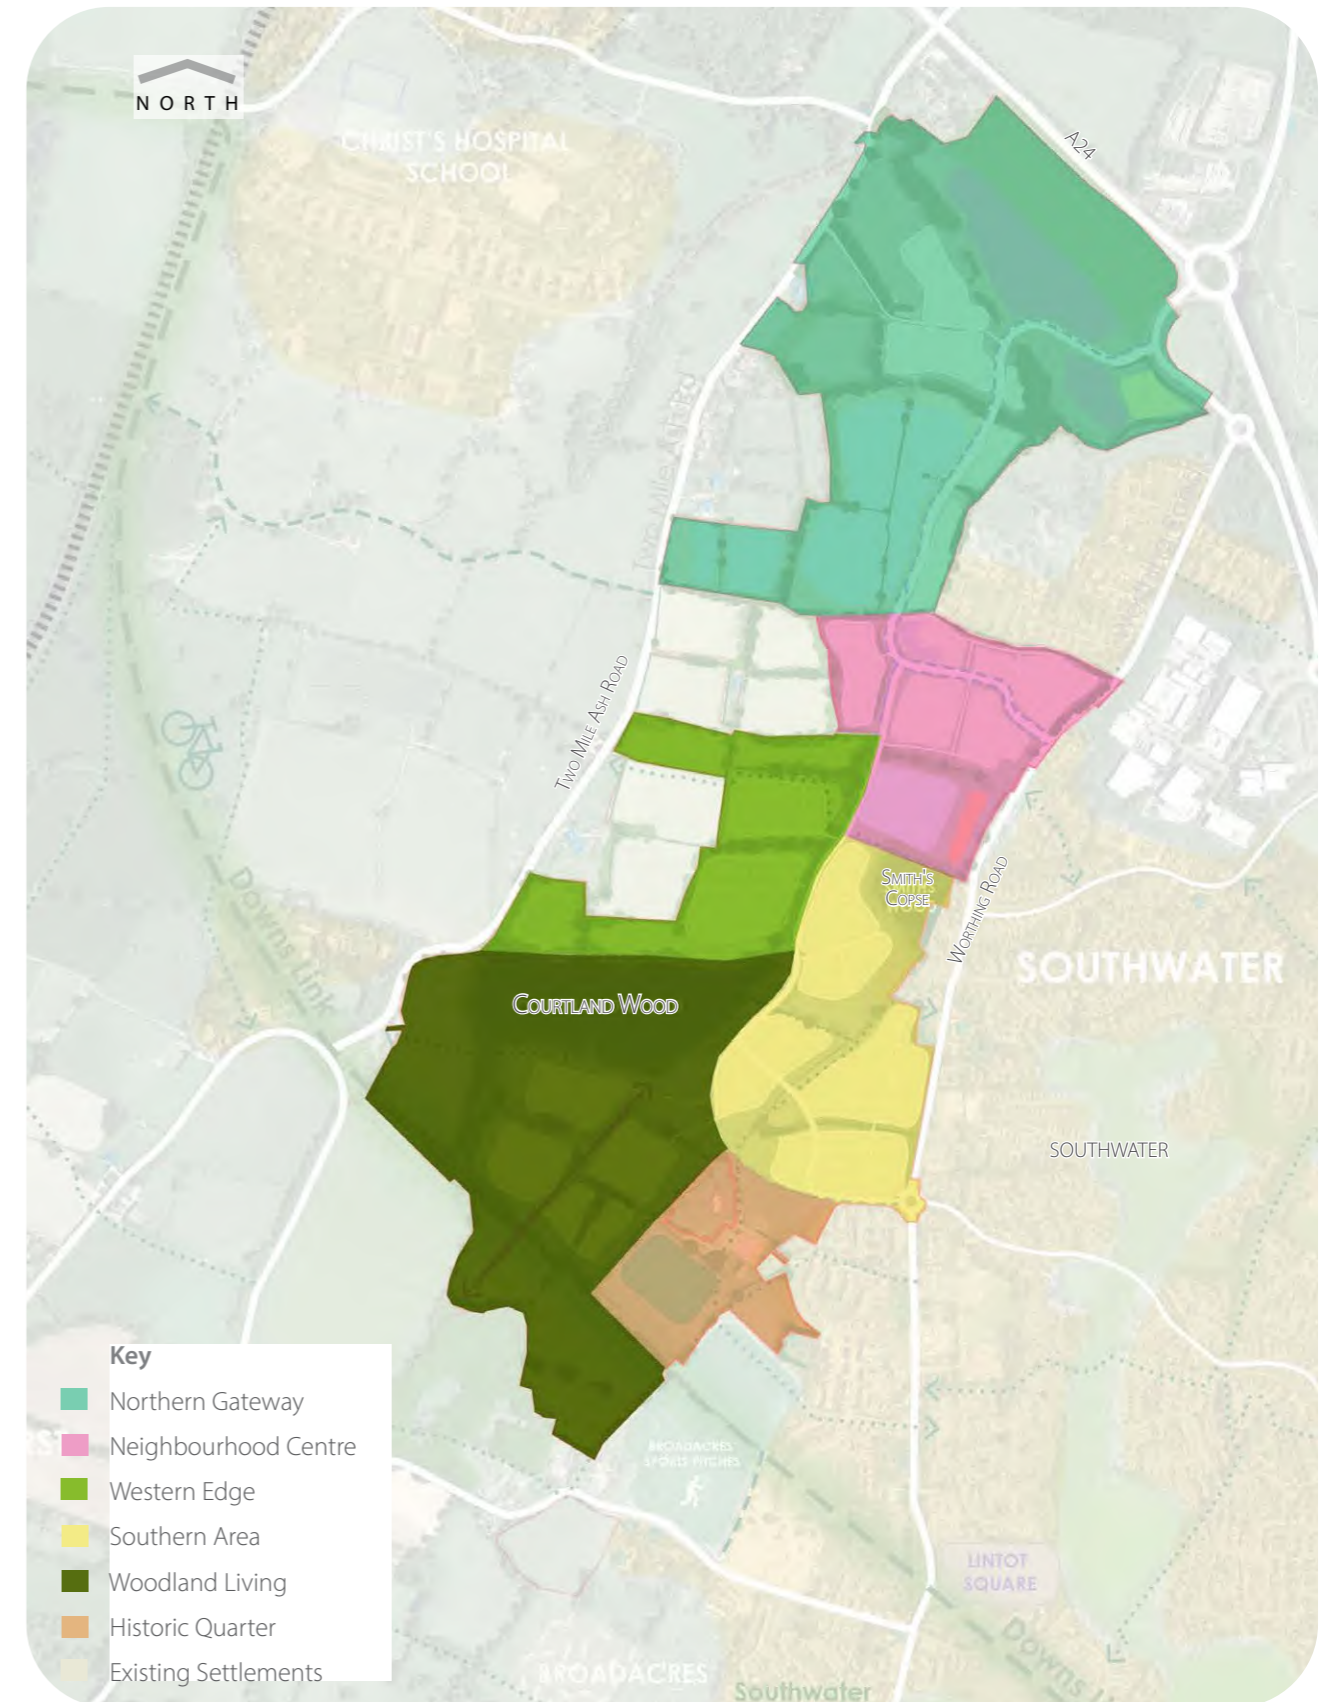 NORTH
CHRIST'S HOSPITAL
SCHOOL
A24
Two Mile Ash Rd
Two Mile Ash Road
Smith's
Copse
Worthing Road
Downs Link
SOUTHWATER
Courtland Wood
SOUTHWATER
Key
Northern Gateway
Neighbourhood Centre
Western Edge
Southern Area
Woodland Living
Historic Quarter
Existing Settlements
BROADACRES
SPORTS PITCHES
LINTOT
SQUARE
Downs
BROADACRES
Southwater